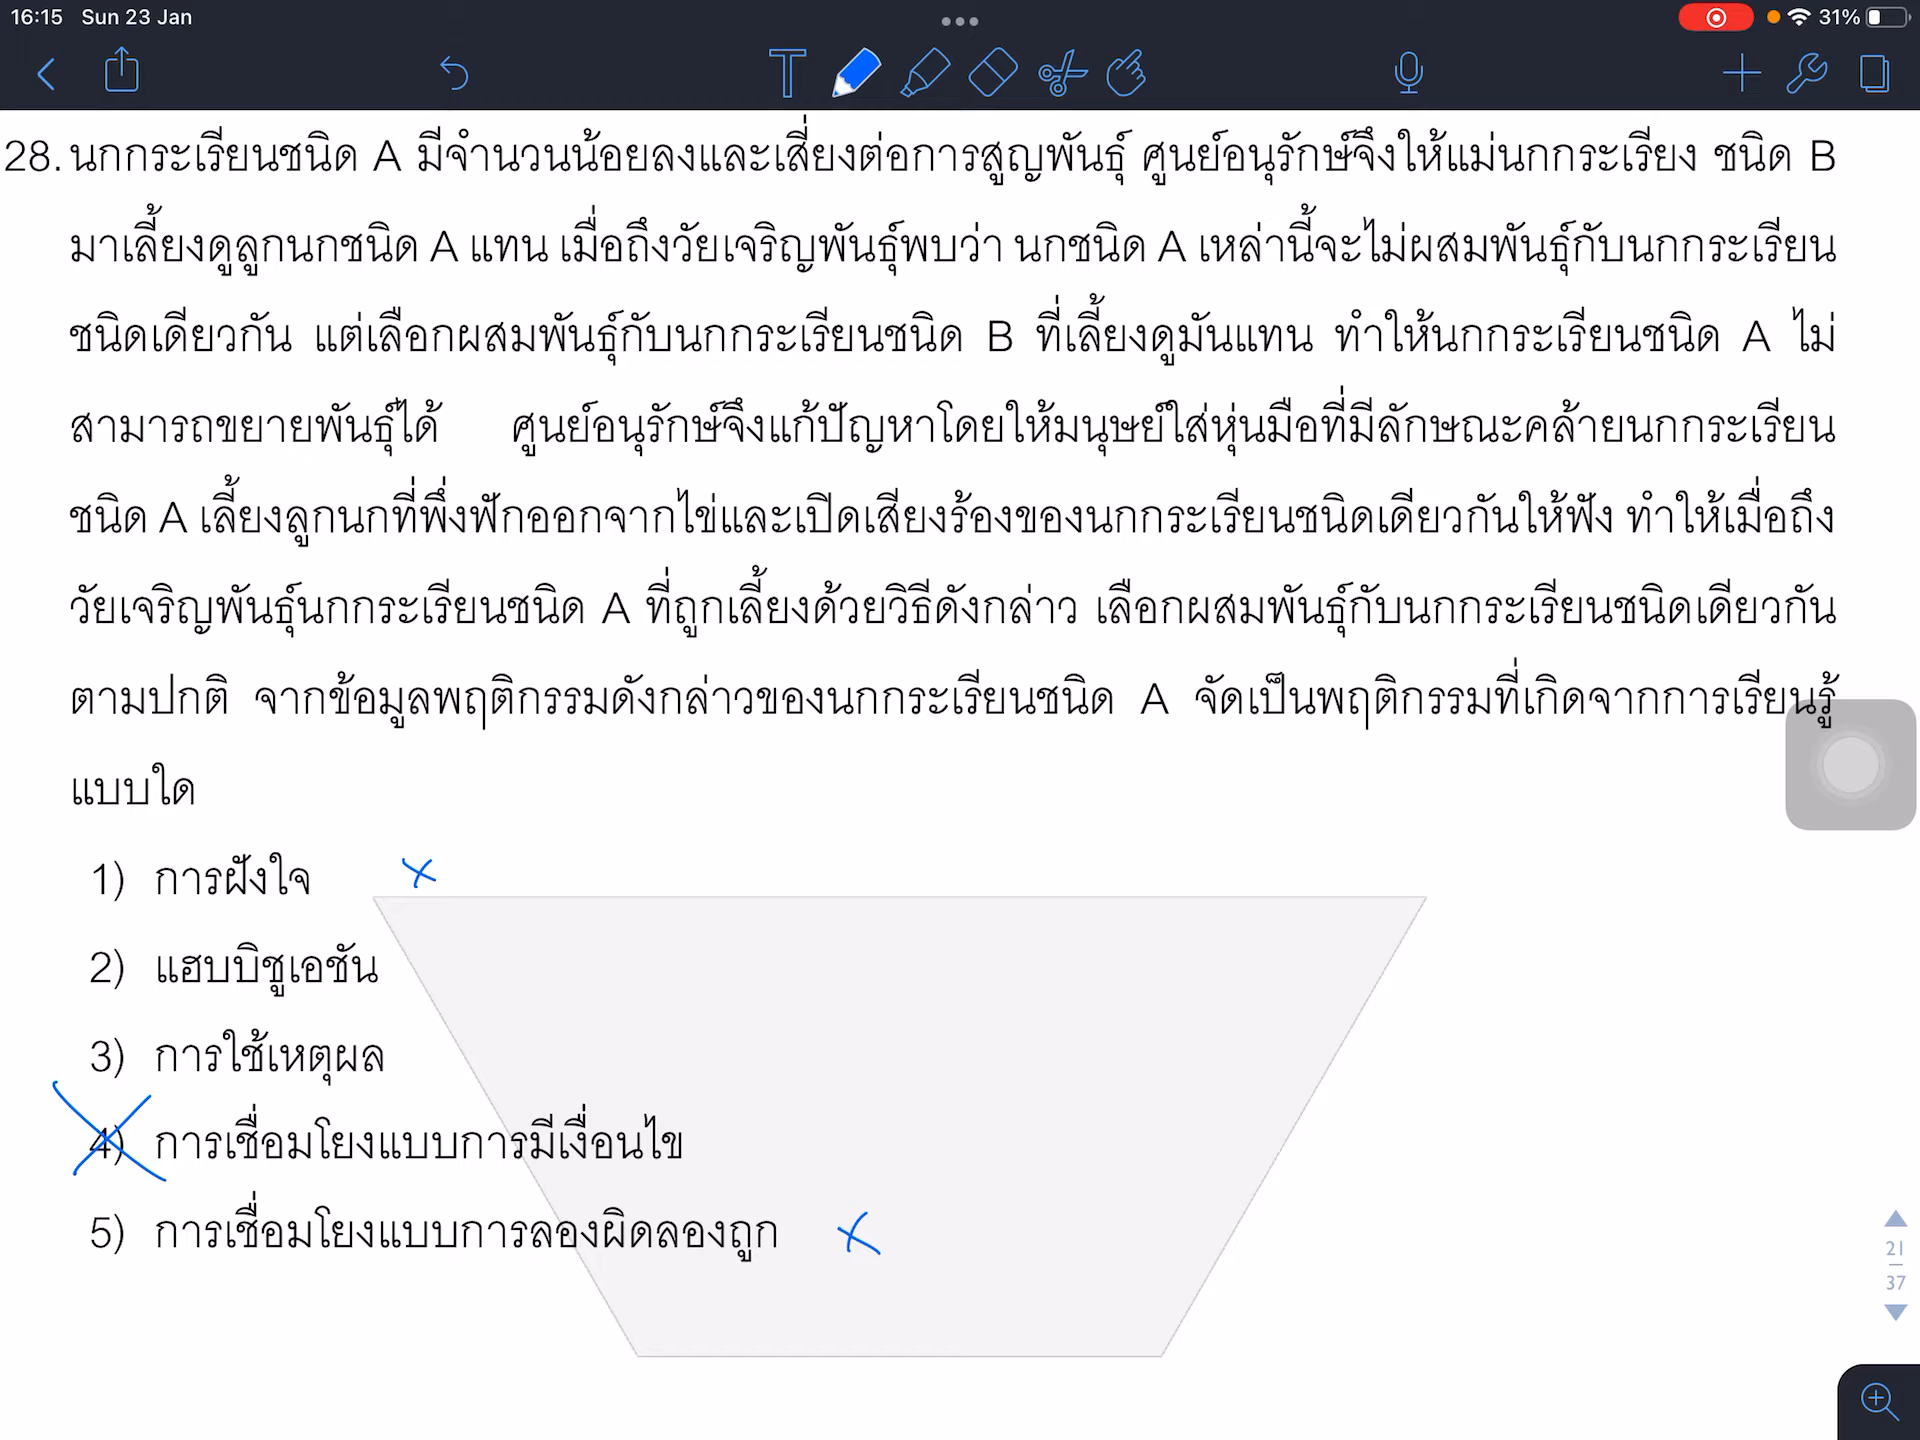 16:15 Sun 23 Jan
31%
28. นกกระเรียนชนิด A มีจำนวนน้อยลงและเสี่ยงต่อการสูญพันธุ์ ศูนย์อนุรักษ์จึงให้แม่นกกระเรียง ชนิด B
มาเลี้ยงดูลูกนกชนิด A แทน เมื่อถึงวัยเจริญพันธุ์พบว่า นกชนิด A เหล่านี้จะไม่ผสมพันธุ์กับนกกระเรียน
ชนิดเดียวกัน แต่เลือกผสมพันธุ์กับนกกระเรียนชนิด B ที่เลี้ยงดูมันแทน ทำให้นกกระเรียนชนิด A ไม่
สามารถขยายพันธุ์ได้ ศูนย์อนุรักษ์จึงแก้ปัญหาโดยให้มนุษย์ใส่หุ่นมือที่มีลักษณะคล้ายนกกระเรียน
ชนิด A เลี้ยงลูกนกที่พึ่งฟักออกจากไข่และเปิดเสียงร้องของนกกระเรียนชนิดเดียวกันให้ฟัง ทำให้เมื่อถึง
วัยเจริญพันธุ์นกกระเรียนชนิด A ที่ถูกเลี้ยงด้วยวิธีดังกล่าว เลือกผสมพันธุ์กับนกกระเรียนชนิดเดียวกัน
ตามปกติ จากข้อมูลพฤติกรรมดังกล่าวของนกกระเรียนชนิด A จัดเป็นพฤติกรรมที่เกิดจากการเรียนรู้
แบบใด
1) การฝังใจ
2) แฮบบิชูเอชัน
3) การใช้เหตุผล
4) การเชื่อมโยงแบบการมีเงื่อนไข
5) การเชื่อมโยงแบบการลองผิดลองถูก
21
37